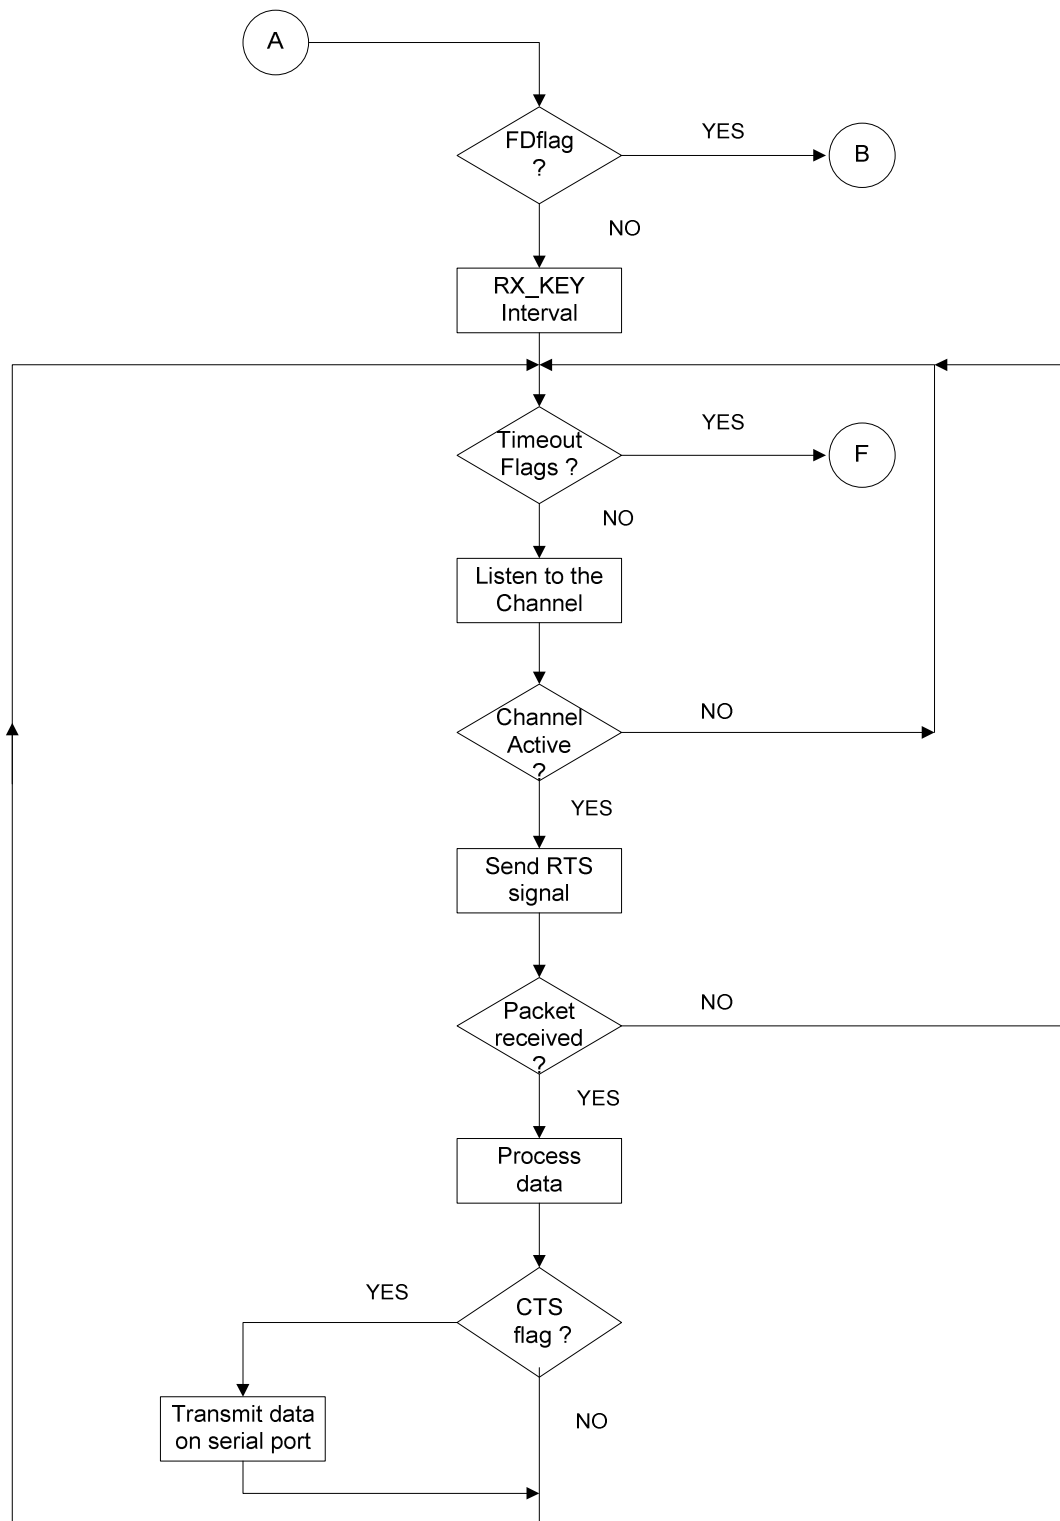 A
FDflag
?
YES
B
NO
RX_KEY
Interval
Timeout
Flags ?
YES
F
NO
Listen to the
Channel
Channel
Active
?
NO
YES
Send RTS
signal
Packet
received
?
NO
YES
Process
data
YES
CTS
flag ?
Transmit data
on serial port
NO